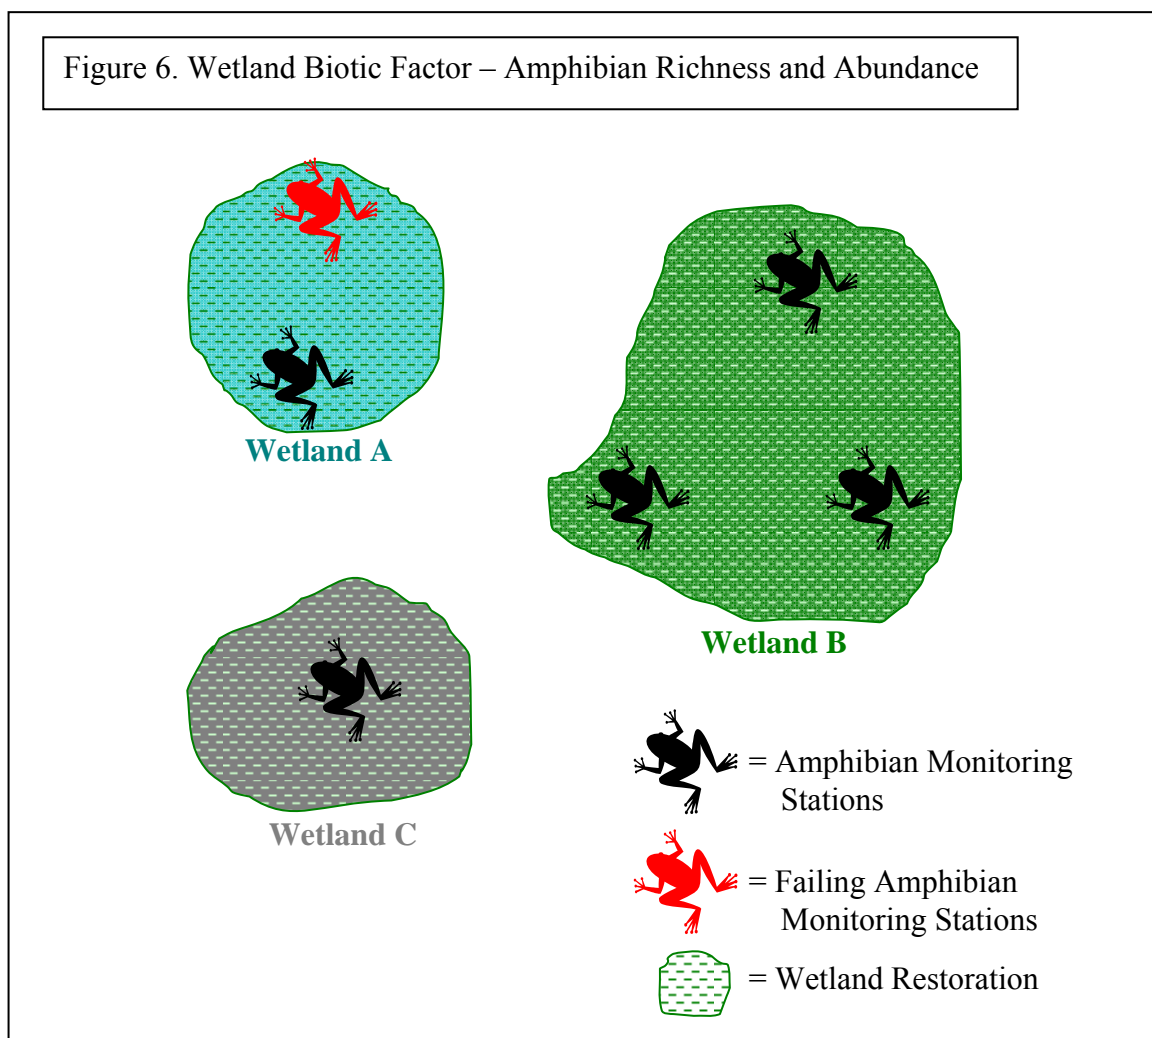 Figure 6. Wetland Biotic Factor – Amphibian Richness and Abundance
Wetland A
Wetland B
Wetland C
= Amphibian Monitoring
Stations
= Failing Amphibian
Monitoring Stations
= Wetland Restoration